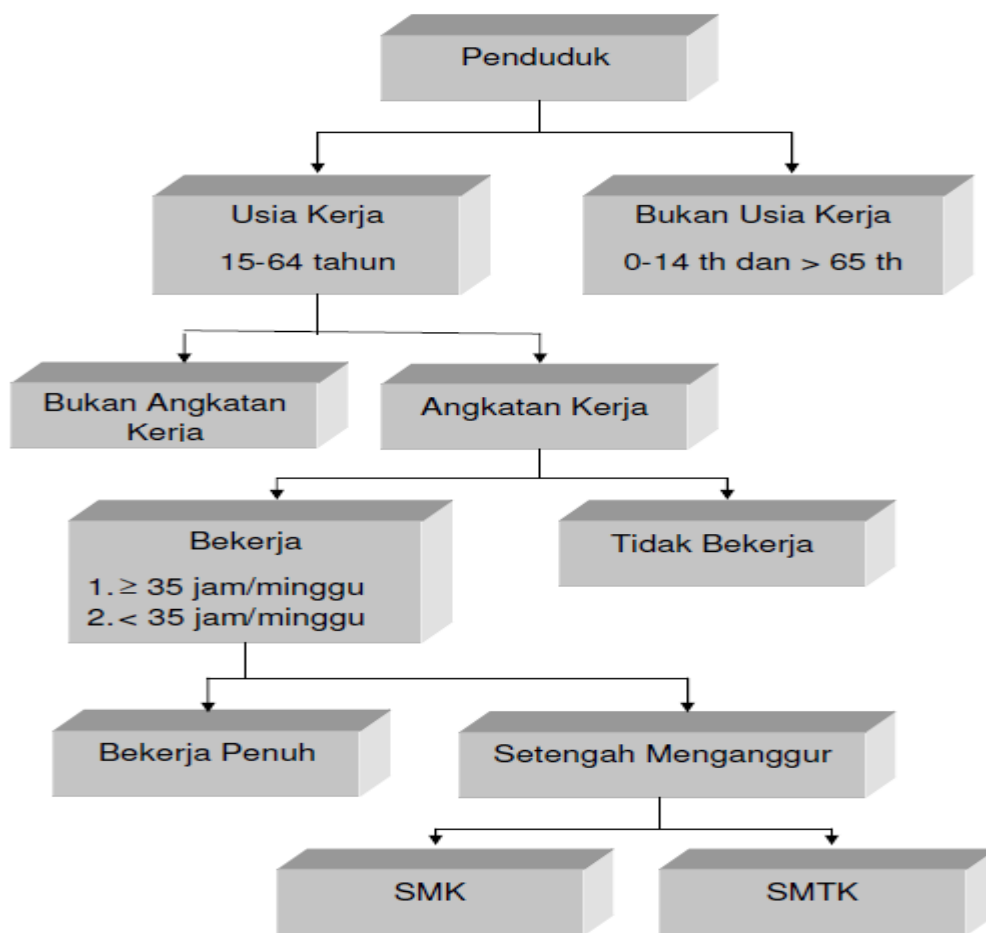 Penduduk
Usia Kerja
15-64 tahun
Bukan Usia Kerja
0-14 th dan > 65 th
Bukan Angkatan
Kerja
Angkatan Kerja
Bekerja
1. ≥ 35 jam/minggu
2. < 35 jam/minggu
Tidak Bekerja
Bekerja Penuh
Setengah Menganggur
SMK
SMTK